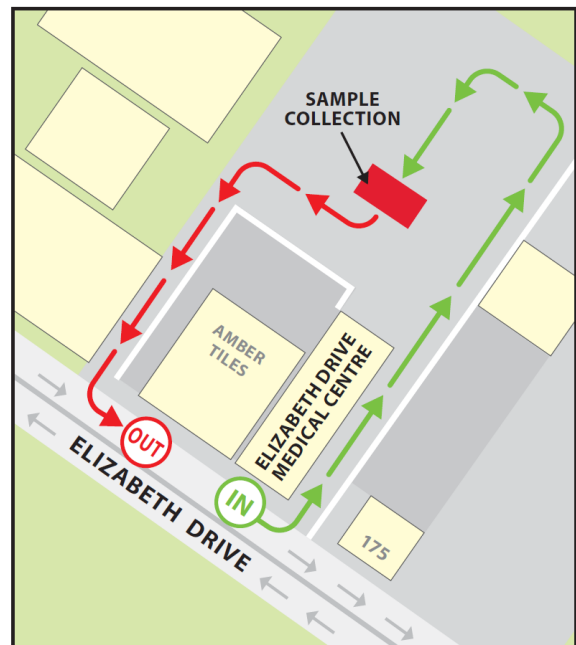 SAMPLE
COLLECTION
AMBER
TILES
ELIZABETH DRIVE
MEDICAL CENTRE
OUT
IN
ELIZABETH DRIVE
175